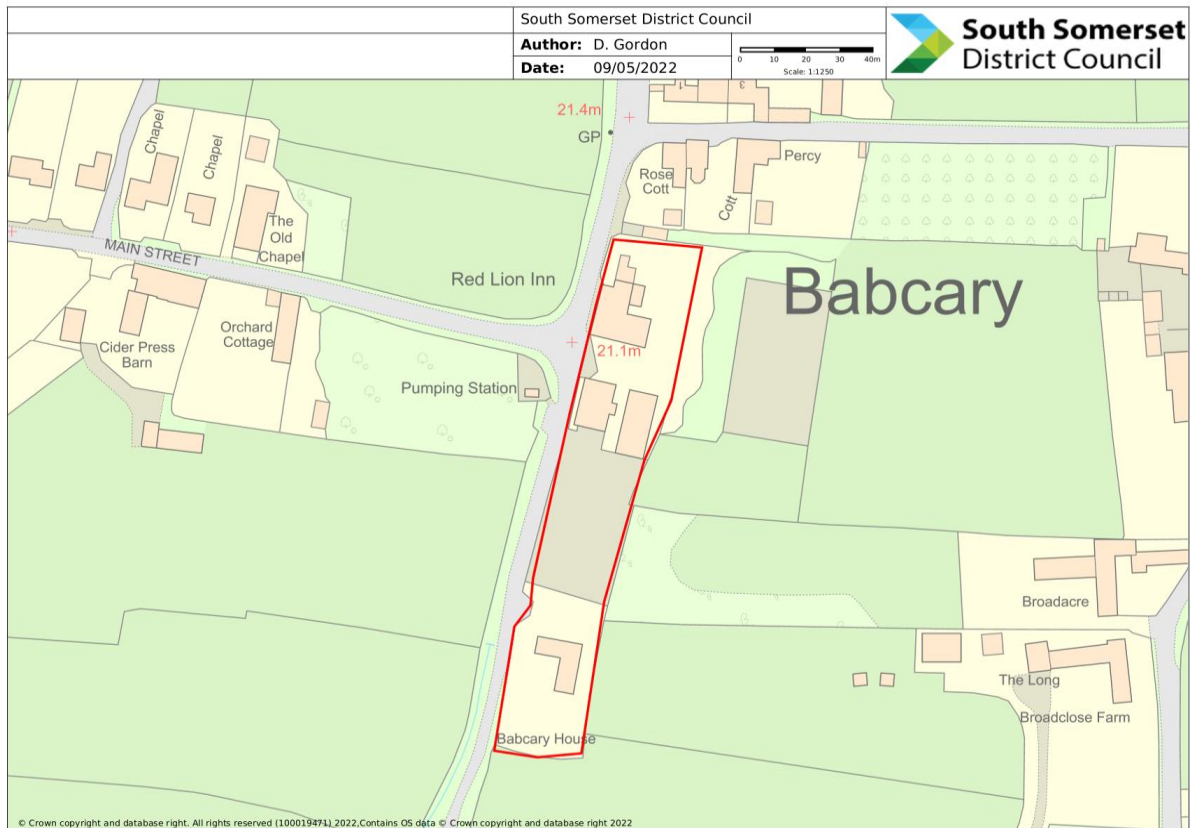 South Somerset District Council
Author: D. Gordon
Date: 09/05/2022
0 10 20 30 40m
Scale: 1:1250
South Somerset
District Council
21.4m
GP
1
3
Chapel
Chapel
Percy
Rose
Cott
Cott
The
Old
Chapel
MAIN STREET
Red Lion Inn
Babcary
Orchard
Cottage
Cider Press
Barn
21.1m
Pumping Station
Broadacre
The Long
Broadclose Farm
Babcary House
© Crown copyright and database right. All rights reserved (100019471) 2022,Contains OS data © Crown copyright and database right 2022